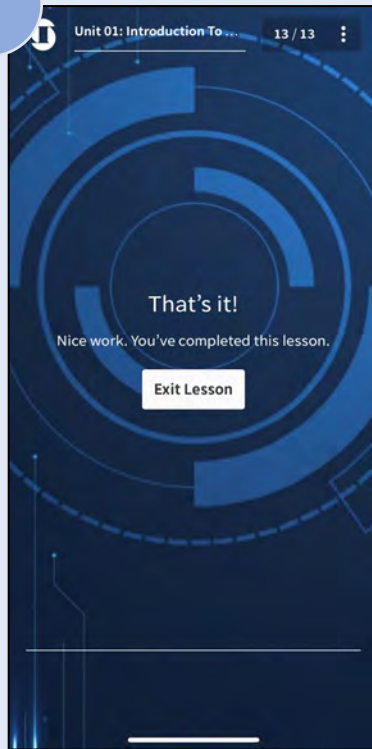 Unit 01: Introduction To ...
13 / 13
That's it!
Nice work. You've completed this lesson.
Exit Lesson